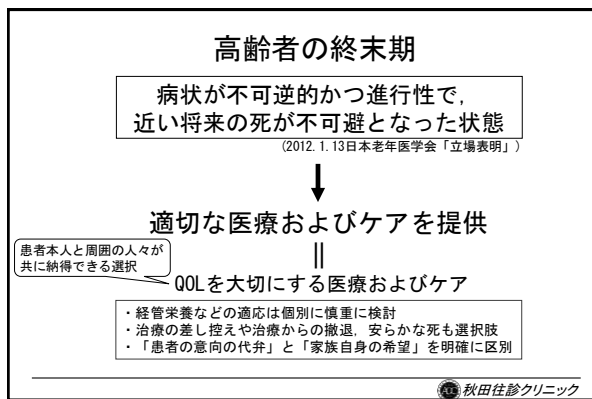 高齢者の終末期
病状が不可逆的かつ進行性で,
近い将来の死が不可避となった状態
(2012.1.13日本老年医学会「立場表明」)
適切な医療およびケアを提供
||
患者本人と周囲の人々が
共に納得できる選択
QOLを大切にする医療およびケア
・経管栄養などの適応は個別に慎重に検討
・治療の差し控えや治療からの撤退, 安らかな死も選択肢
・「患者の意向の代弁」と「家族自身の希望」を明確に区別
秋田往診クリニック